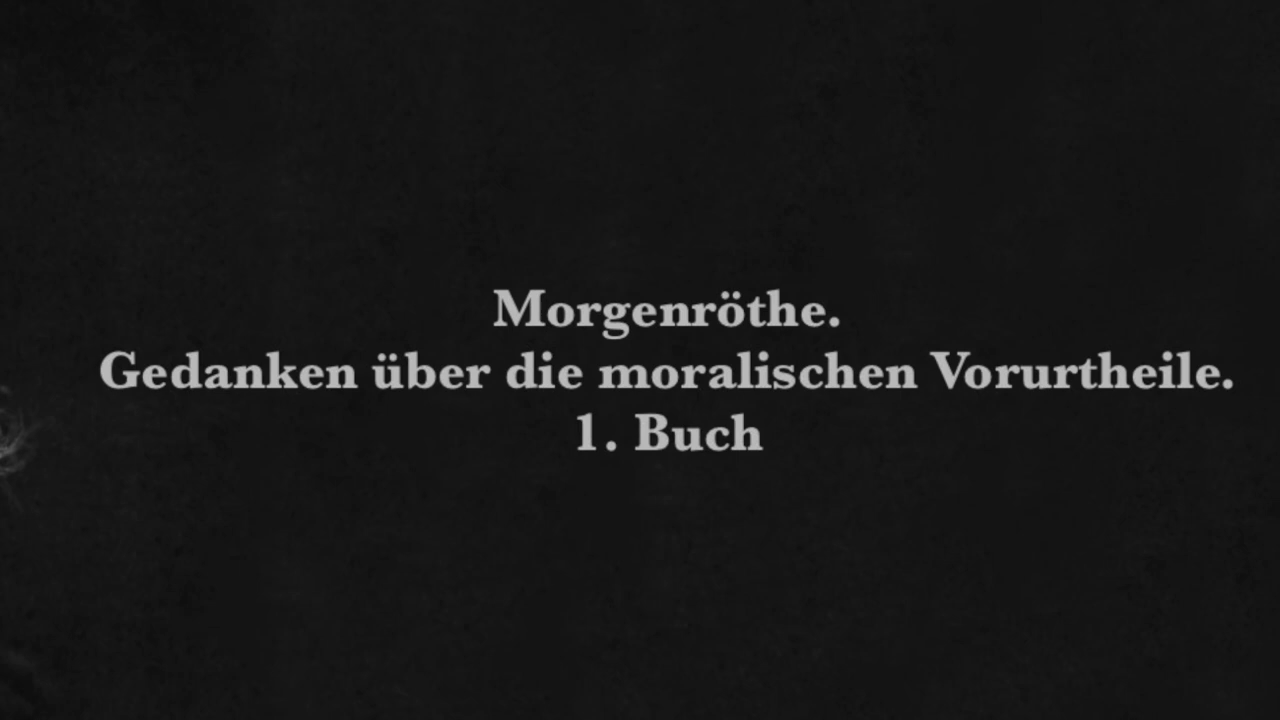 Morgenröthe.
Gedanken über die moralischen Vorurtheile.
1. Buch